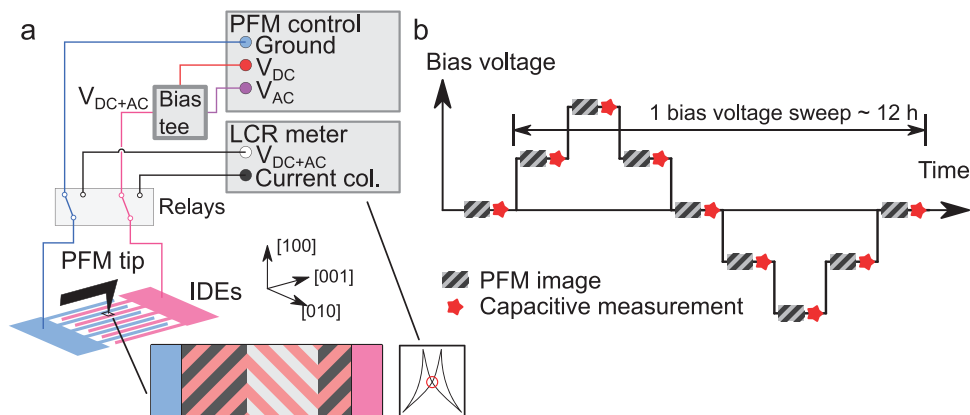 a
PFM control
Ground
V_DC
V_AC
V_DC+AC
Bias
tee
LCR meter
V_DC+AC
Current col.
Relays
PFM tip
IDEs
[100]
[001]
[010]
b
Bias voltage
1 bias voltage sweep ~ 12 h
Time
PFM image
Capacitive measurement